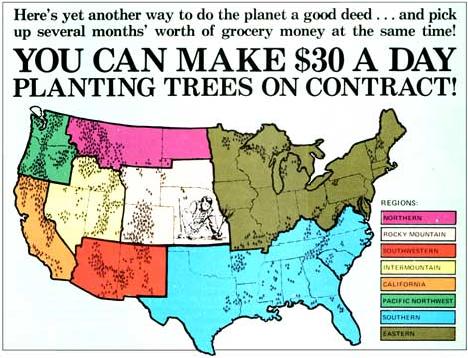 Here's yet another way to do the planet a good deed . . . and pick
up several months' worth of grocery money at the same time!
YOU CAN MAKE $30 A DAY
PLANTING TREES ON CONTRACT!
REGIONS:
NORTHERN
ROCKY MOUNTAIN
SOUTHWESTERN
INTERMOUNTAIN
CALIFORNIA
PACIFIC NORTHWEST
SOUTHERN
EASTERN